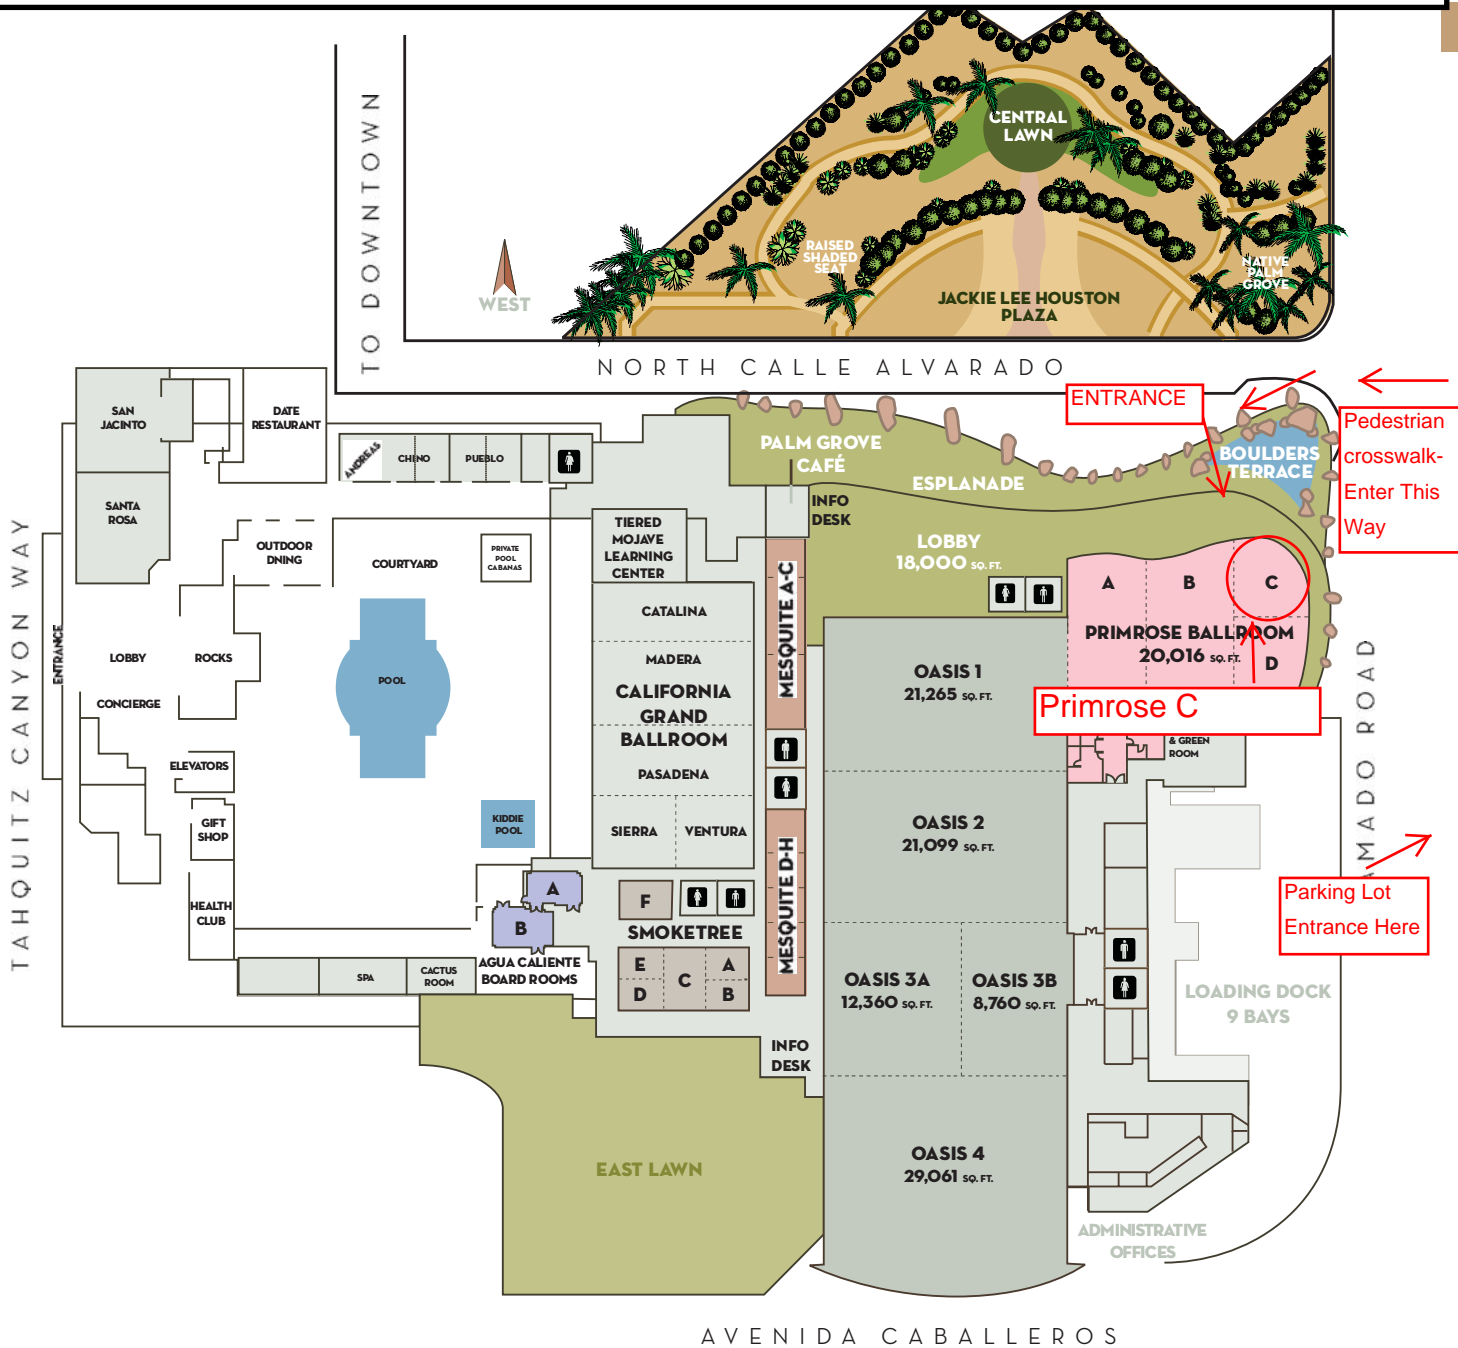 CENTRAL
LAWN
RAISED
SHADED
SEAT
NATIVE
PALM
GROVE
JACKIE LEE HOUSTON
PLAZA
WEST
TO DOWNTOWN
NORTH CALLE ALVARADO
ENTRANCE
Pedestrian
crosswalk-
Enter This
Way
SAN
JACINTO
DATE
RESTAURANT
ANDREAS
CHINO
PUEBLO
PALM GROVE
CAFÉ
ESPLANADE
BOULDERS
TERRACE
SANTA
ROSA
OUTDOOR
DNING
COURTYARD
PRIVATE
POOL
CABANAS
TIERED
MOJAVE
LEARNING
CENTER
INFO
DESK
LOBBY
18,000 SQ. FT.
MESQUITE A-C
A
B
C
PRIMROSE BALLROOM
20,016 SQ. FT.
D
Primrose C
& GREEN
ROOM
TAHQUITZ CANYON WAY
ENTRANCE
LOBBY
ROCKS
CONCIERGE
POOL
CATALINA
MADERA
CALIFORNIA
GRAND
BALLROOM
PASADENA
SIERRA
VENTURA
OASIS 1
21,265 SQ. FT.
AMADO ROAD
ELEVATORS
GIFT
SHOP
KIDDIE
POOL
HEALTH
CLUB
OASIS 2
21,099 SQ. FT.
Parking Lot
Entrance Here
A
B
F
SMOKETREE
MESQUITE D-H
AGUA CALIENTE
BOARD ROOMS
E
D
C
A
B
SPA
CACTUS
ROOM
OASIS 3A
12,360 SQ. FT.
OASIS 3B
8,760 SQ. FT.
LOADING DOCK
9 BAYS
INFO
DESK
EAST LAWN
OASIS 4
29,061 SQ. FT.
ADMINISTRATIVE
OFFICES
AVENIDA CABALLEROS